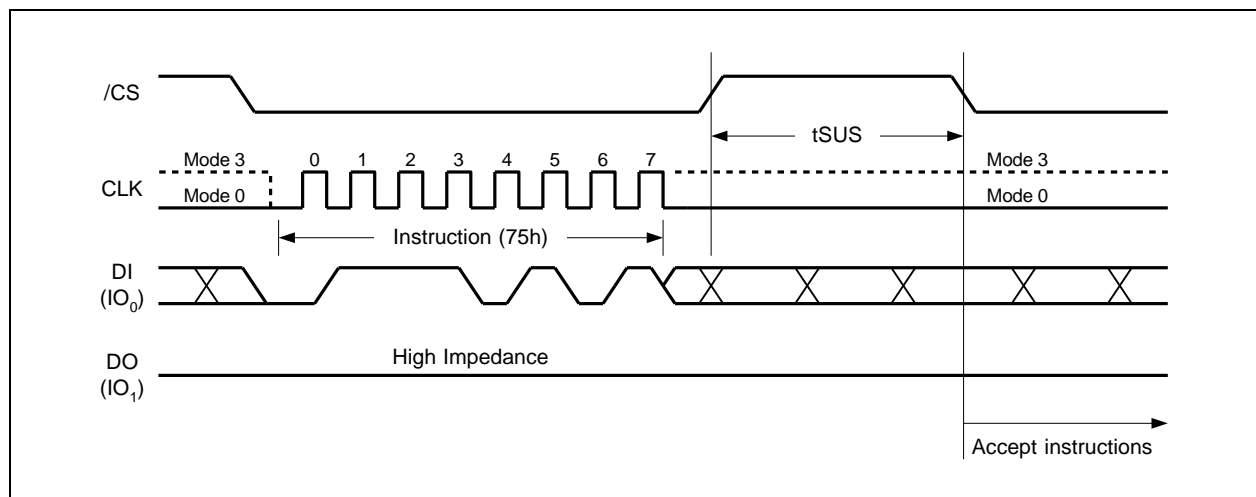 /CS
tSUS
Mode 3
0 1 2 3 4 5 6 7
Mode 3
CLK
Mode 0
Mode 0
Instruction (75h)
DI
(IO0)
High Impedance
DO
(IO1)
Accept instructions